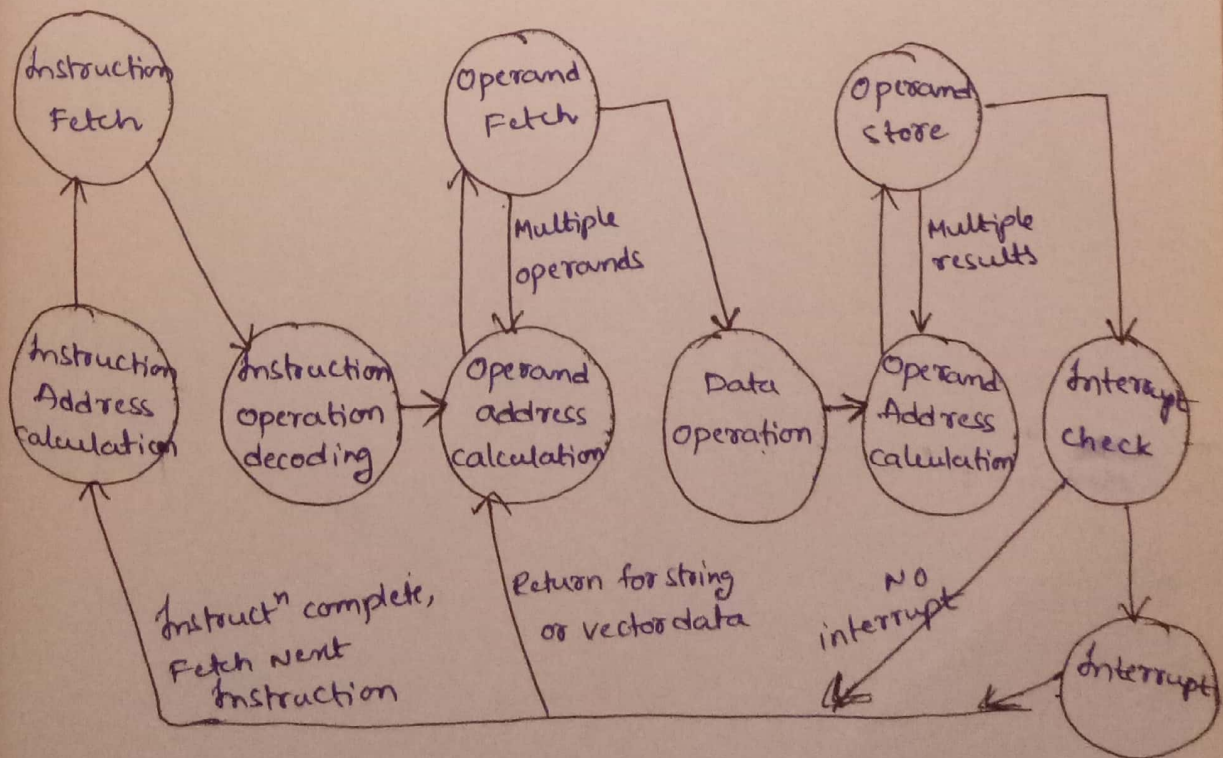 Instruction
Fetch
Operand
Fetch
Operand
store
Multiple
operands
Multiple
results
Instruction
Address
calculation
Instruction
operation
decoding
Operand
address
calculation
Data
Operation
Operand
Address
calculation
Interrupt
check
Instructⁿ complete,
Fetch Next
Instruction
Return for string
or vector data
NO
interrupt
Interrupt